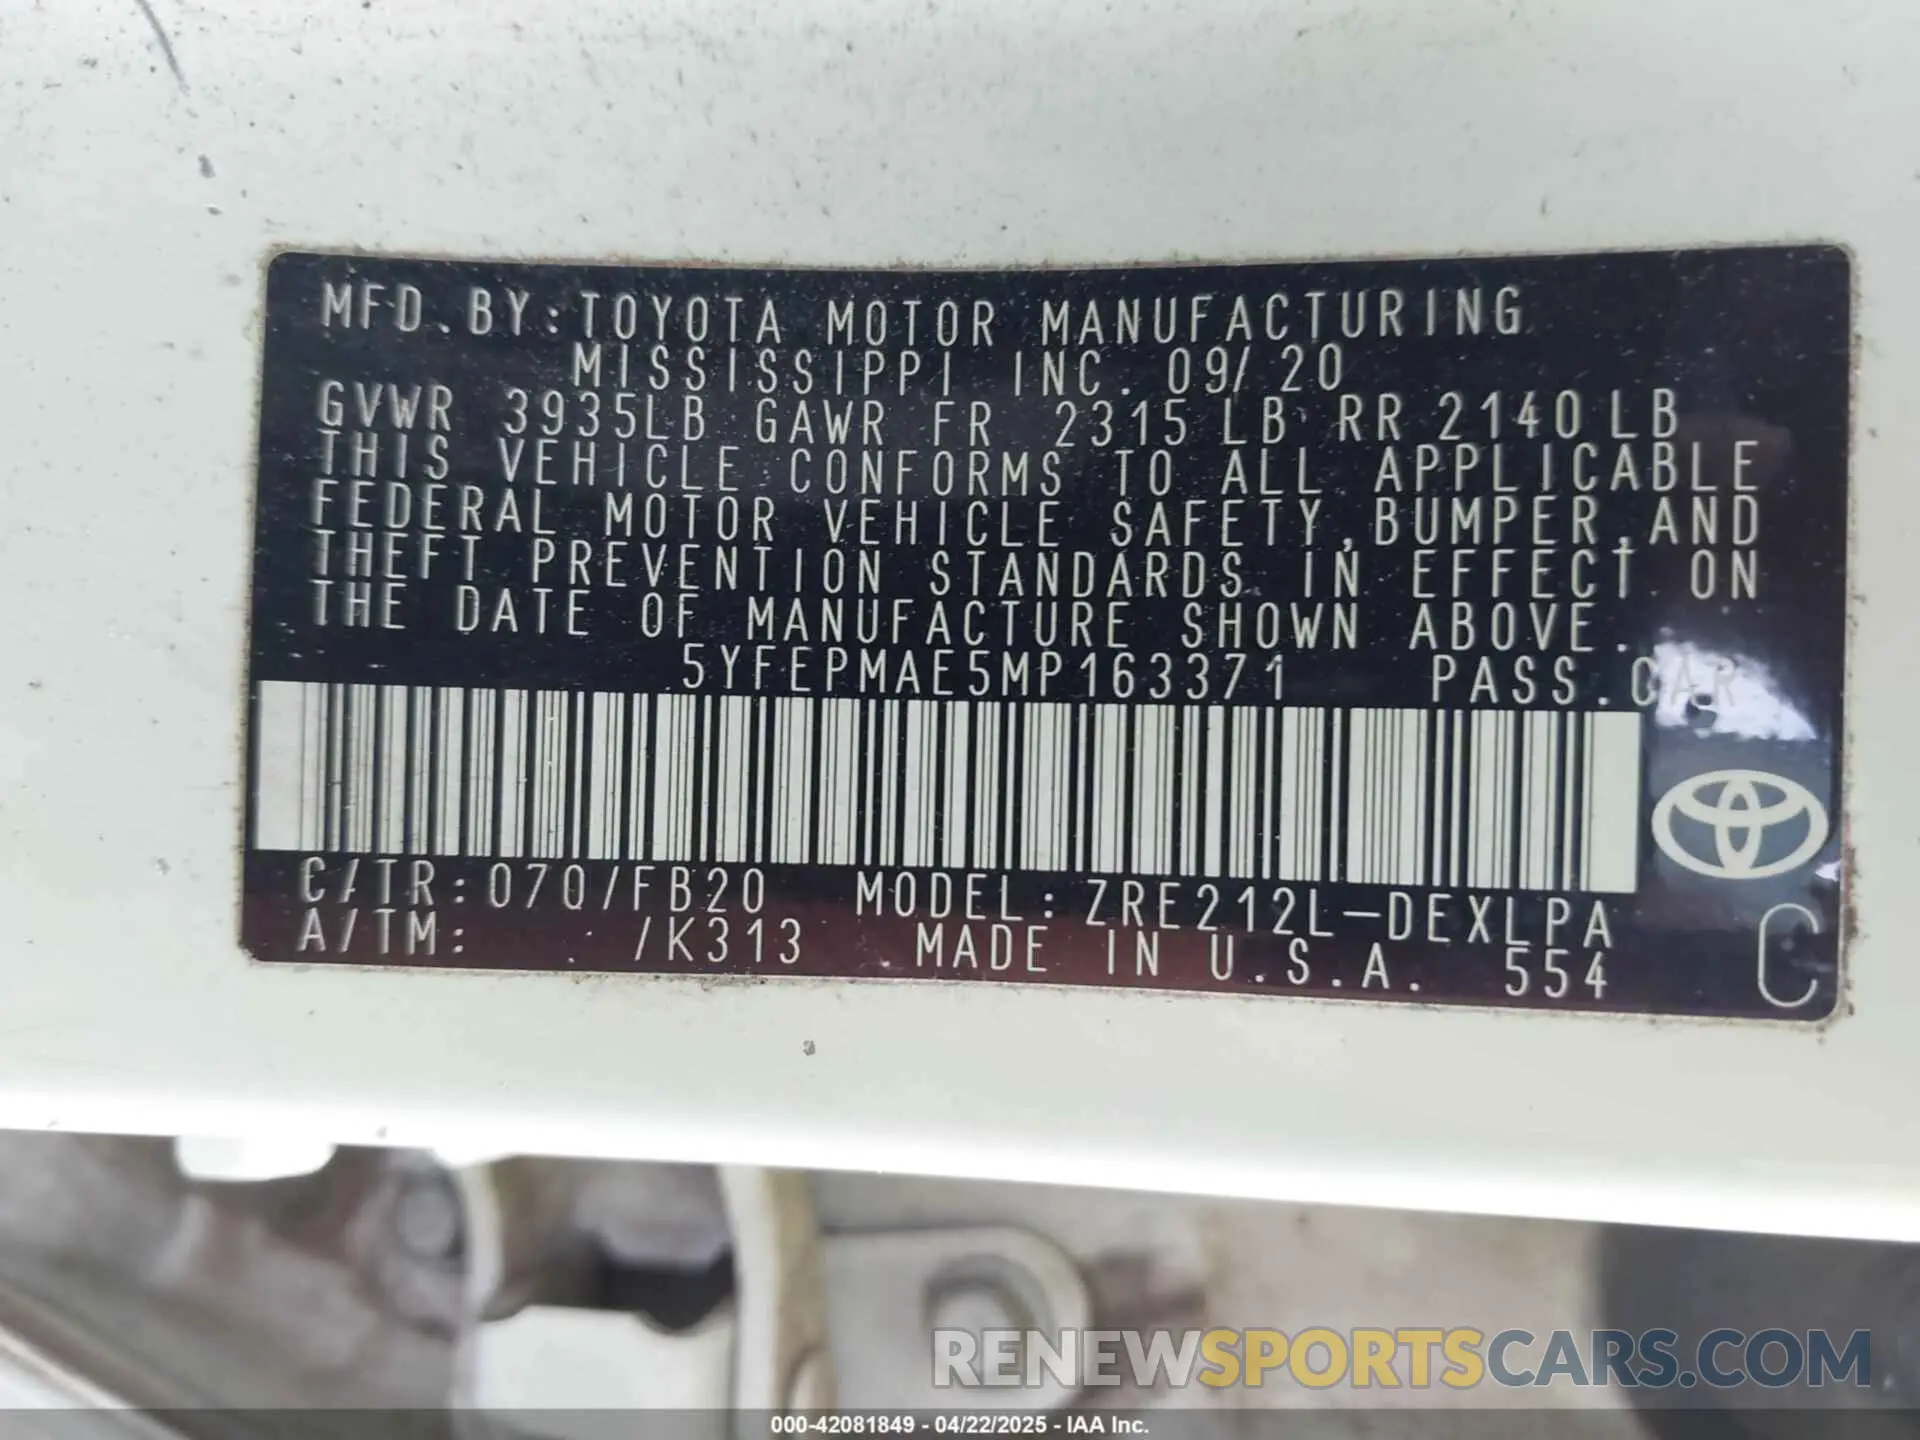 MFD.BY:TOYOTA MOTOR MANUFACTURING
MISSISSIPPI INC. 09/20
GVWR 3935LB GAWR FR 2315LB RR 2140LB
THIS VEHICLE CONFORMS TO ALL APPLICABLE
FEDERAL MOTOR VEHICLE SAFETY,BUMPER,AND
THEFT PREVENTION STANDARDS IN EFFECT ON
THE DATE OF MANUFACTURE SHOWN ABOVE.
5YFEPMAE5MP163371 PASS.CAR
C/TR:070/FB20 MODEL:ZRE212L-DEXLPA
A/TM: /K313 MADE IN U.S.A. 554
C
RENEWSPORTSCARS.COM
000-42081849 - 04/22/2025 - IAA Inc.